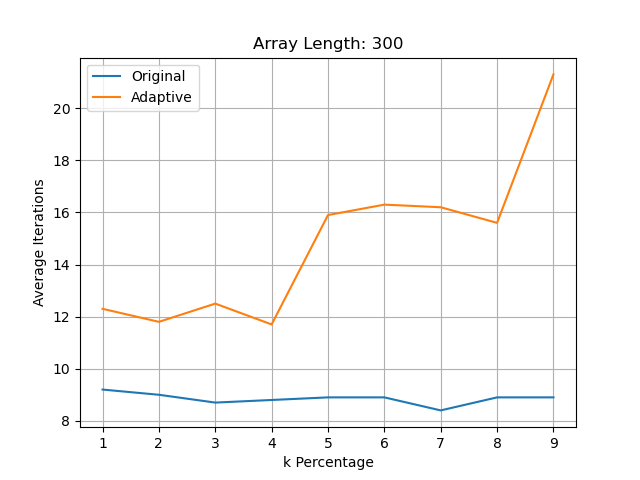 Array Length: 300
Original
Adaptive
20
18
16
14
12
10
8
Average Iterations
1 2 3 4 5 6 7 8 9
k Percentage